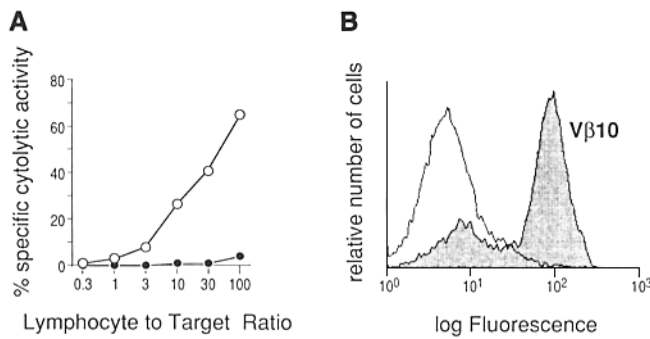 A
% specific cytolytic activity
80
60
40
20
0
0.3 1 3 10 30 100
Lymphocyte to Target Ratio
B
relative number of cells
Vβ10
10⁰ 10¹ 10² 10³
log Fluorescence